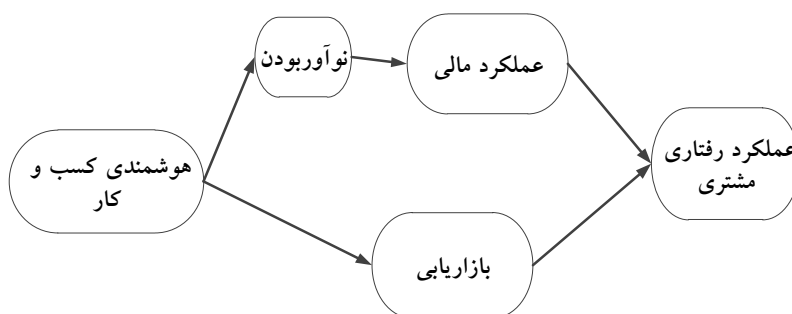 نوآوربودن
عملکرد مالی
عملکرد رفتاری
مشتری
هوشمندی کسب و
کار
بازاریابی